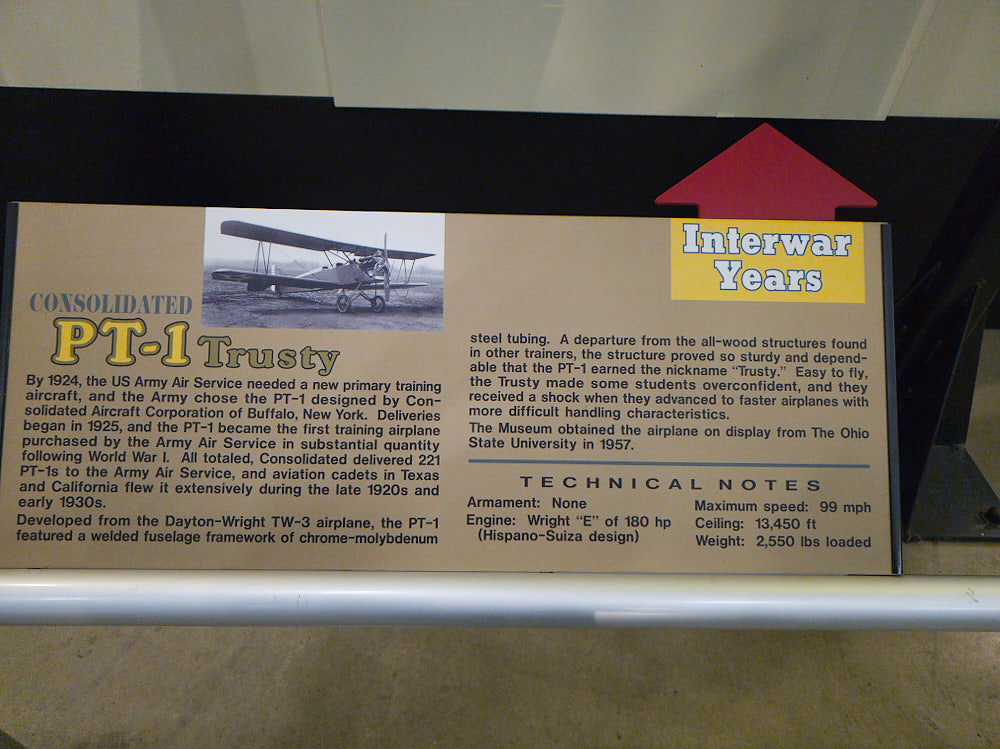 Interwar
Years
CONSOLIDATED
PT-1 Trusty
By 1924, the US Army Air Service needed a new primary training
aircraft, and the Army chose the PT-1 designed by Con-
solidated Aircraft Corporation of Buffalo, New York. Deliveries
began in 1925, and the PT-1 became the first training airplane
purchased by the Army Air Service in substantial quantity
following World War I. All totaled, Consolidated delivered 221
PT-1s to the Army Air Service, and aviation cadets in Texas
and California flew it extensively during the late 1920s and
early 1930s.
Developed from the Dayton-Wright TW-3 airplane, the PT-1
featured a welded fuselage framework of chrome-molybdenum
steel tubing. A departure from the all-wood structures found
in other trainers, the structure proved so sturdy and depend-
able that the PT-1 earned the nickname “Trusty.” Easy to fly,
the Trusty made some students overconfident, and they
received a shock when they advanced to faster airplanes with
more difficult handling characteristics.
The Museum obtained the airplane on display from The Ohio
State University in 1957.
TECHNICAL NOTES
Armament: None
Engine: Wright “E” of 180 hp
(Hispano-Suiza design)
Maximum speed: 99 mph
Ceiling: 13,450 ft
Weight: 2,550 lbs loaded